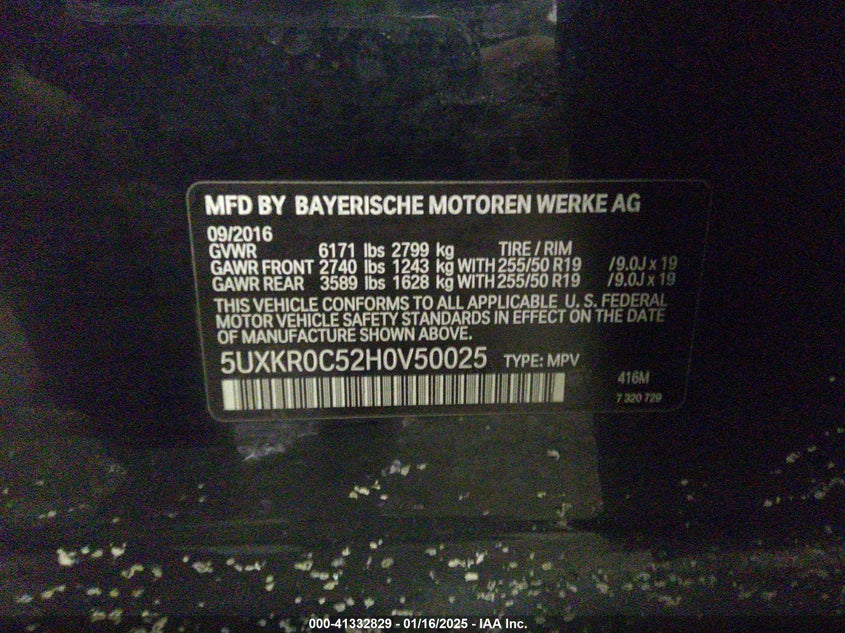 MFD BY BAYERISCHE MOTOREN WERKE AG
09/2016
GVWR 6171 lbs 2799 kg TIRE / RIM
GAWR FRONT 2740 lbs 1243 kg WITH 255/50 R19 /9.0J x 19
GAWR REAR 3589 lbs 1628 kg WITH 255/50 R19 /9.0J x 19
THIS VEHICLE CONFORMS TO ALL APPLICABLE U. S. FEDERAL
MOTOR VEHICLE SAFETY STANDARDS IN EFFECT ON THE DATE
OF MANUFACTURE SHOWN ABOVE.
5UXKR0C52H0V50025 TYPE: MPV
416M
7 320 729
000-41332829 - 01/16/2025 - IAA Inc.